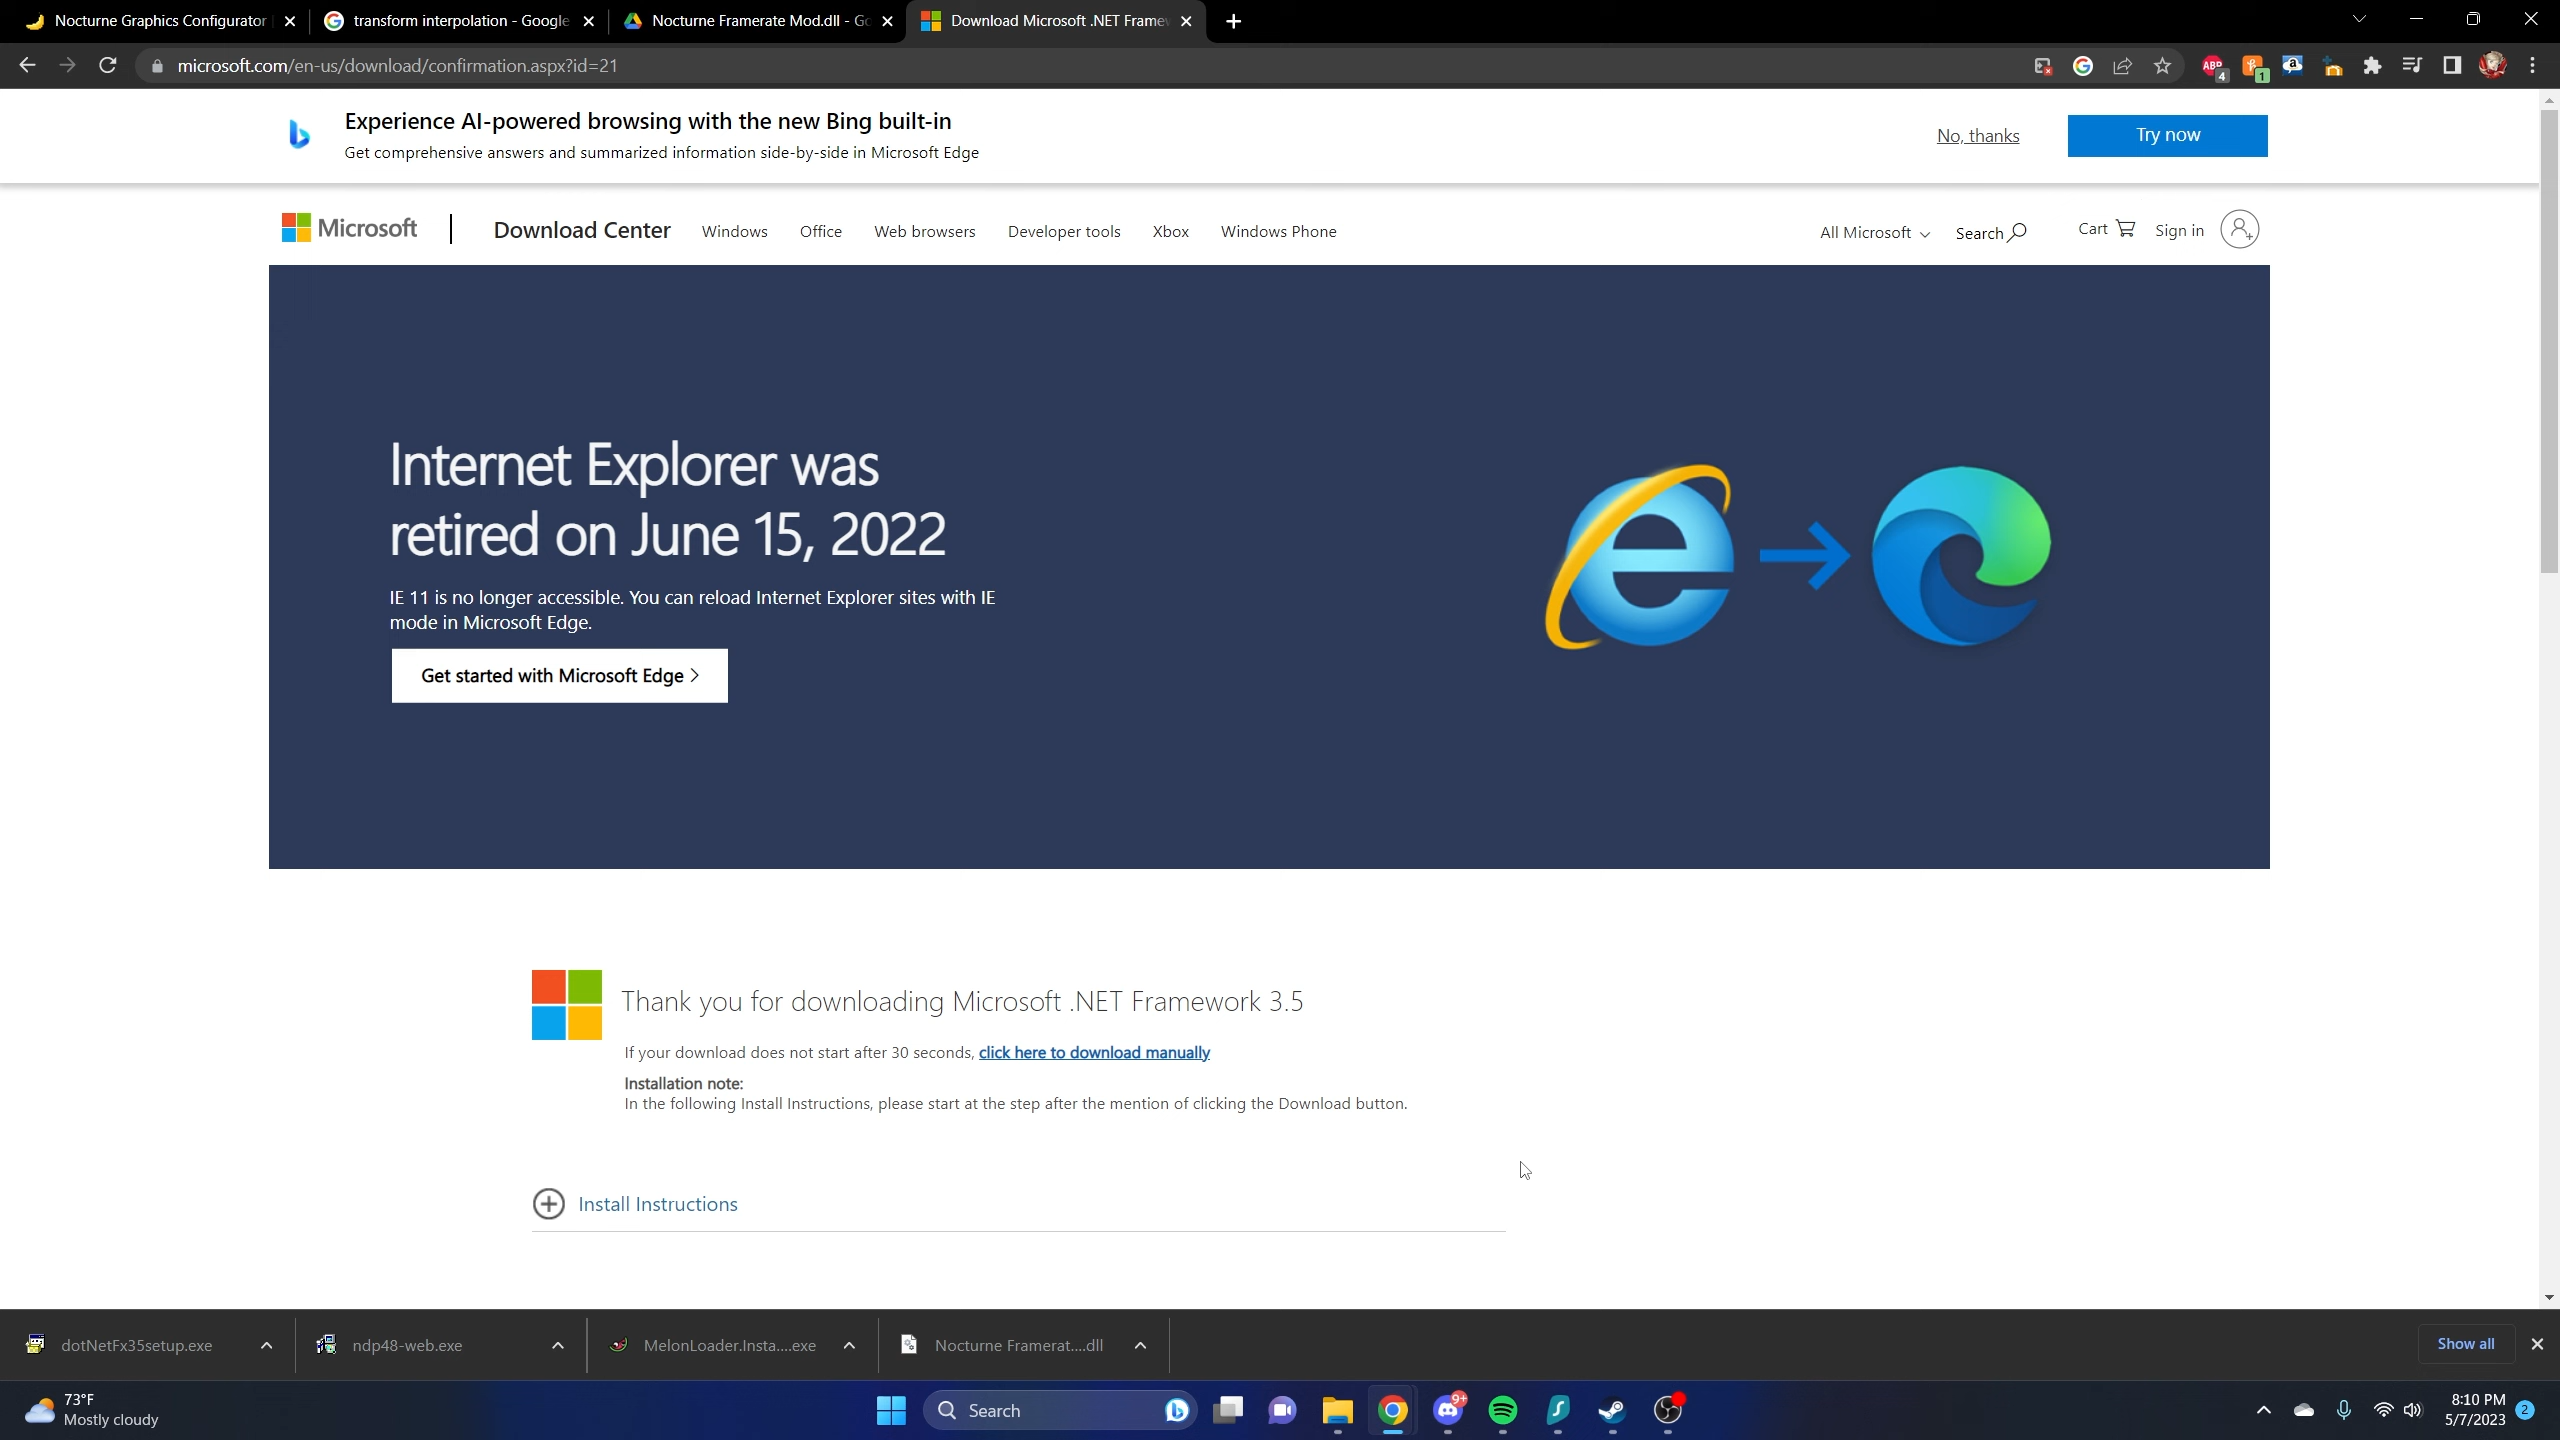 Nocturne Graphics Configurator
transform interpolation - Google
Nocturne Framerate Mod.dll - Go
Download Microsoft .NET Framew
microsoft.com/en-us/download/confirmation.aspx?id=21
ABP
4
1
Experience AI-powered browsing with the new Bing built-in
Get comprehensive answers and summarized information side-by-side in Microsoft Edge
No, thanks
Try now
Microsoft
Download Center
Windows
Office
Web browsers
Developer tools
Xbox
Windows Phone
All Microsoft
Search
Cart
Sign in
Internet Explorer was
retired on June 15, 2022
IE 11 is no longer accessible. You can reload Internet Explorer sites with IE
mode in Microsoft Edge.
Get started with Microsoft Edge >
Thank you for downloading Microsoft .NET Framework 3.5
If your download does not start after 30 seconds, click here to download manually
Installation note:
In the following Install Instructions, please start at the step after the mention of clicking the Download button.
Install Instructions
dotNetFx35setup.exe
ndp48-web.exe
MelonLoader.Insta....exe
Nocturne Framerat....dll
Show all
73°F
Mostly cloudy
Search
9+
8:10 PM
5/7/2023
2